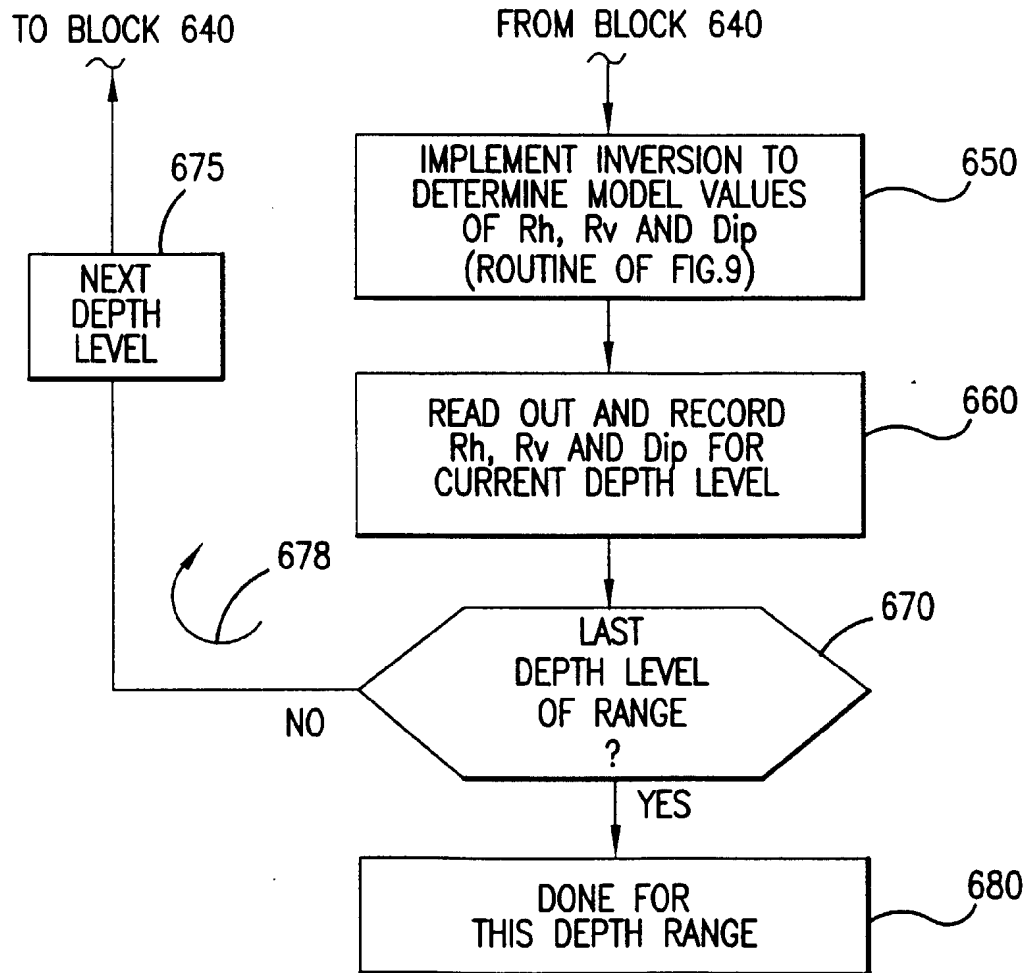 TO BLOCK 640
FROM BLOCK 640
IMPLEMENT INVERSION TO
DETERMINE MODEL VALUES
OF Rh, Rv AND Dip
(ROUTINE OF FIG.9)
650
675
NEXT
DEPTH
LEVEL
READ OUT AND RECORD
Rh, Rv AND Dip FOR
CURRENT DEPTH LEVEL
660
678
LAST
DEPTH LEVEL
OF RANGE
?
670
NO
YES
DONE FOR
THIS DEPTH RANGE
680